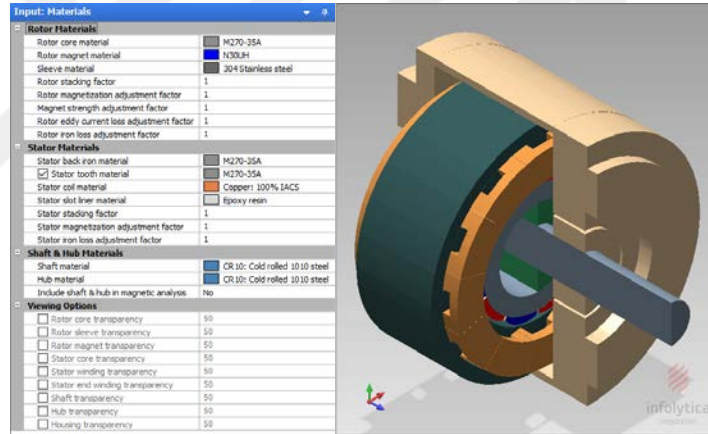 Input: Materials
Rotor Materials
Rotor core material M270-35A
Rotor magnet material N30UH
Sleeve material 304 Stainless steel
Rotor stacking factor 1
Rotor magnetization adjustment factor 1
Magnet strength adjustment factor 1
Rotor eddy current loss adjustment factor 1
Rotor iron loss adjustment factor 1
Stator Materials
Stator back iron material M270-35A
Stator tooth material M270-35A
Stator coil material Copper: 100% IACS
Stator slot liner material Epoxy resin
Stator stacking factor 1
Stator magnetization adjustment factor 1
Stator iron loss adjustment factor 1
Shaft & Hub Materials
Shaft material CR10: Cold rolled 1010 steel
Hub material CR10: Cold rolled 1010 steel
Include shaft & hub in magnetic analysis No
Viewing Options
Rotor core transparency 50
Rotor sleeve transparency 50
Rotor magnet transparency 50
Stator core transparency 50
Stator winding transparency 50
Stator end winding transparency 50
Shaft transparency 50
Hub transparency 50
Housing transparency 50
infolytica
corporation